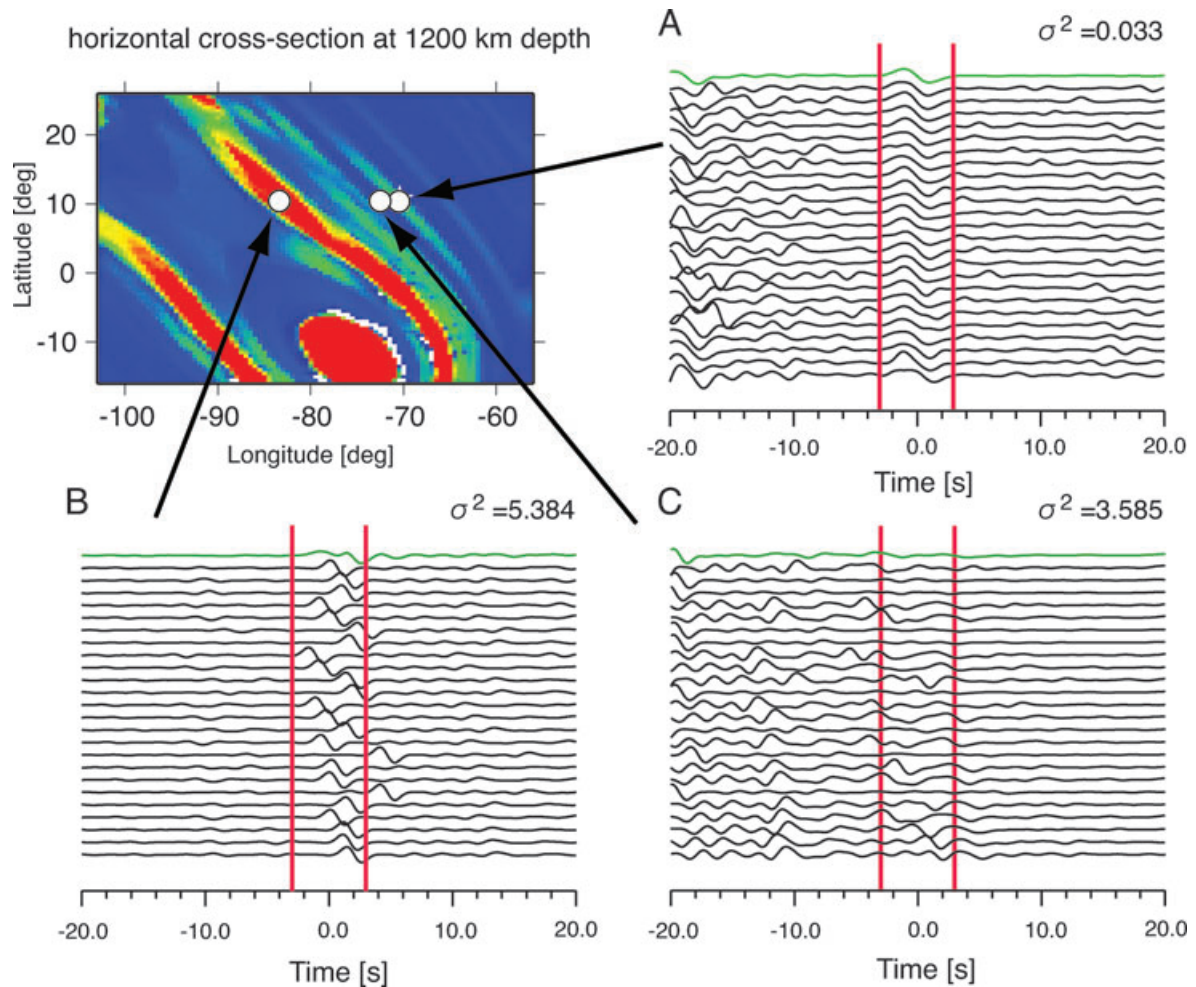 horizontal cross-section at 1200 km depth
20
10
0
-10
Latitude [deg]
-100 -90 -80 -70 -60
Longitude [deg]
A
σ² =0.033
-20.0 -10.0 0.0 10.0 20.0
Time [s]
B
σ² =5.384
-20.0 -10.0 0.0 10.0 20.0
Time [s]
C
σ² =3.585
-20.0 -10.0 0.0 10.0 20.0
Time [s]